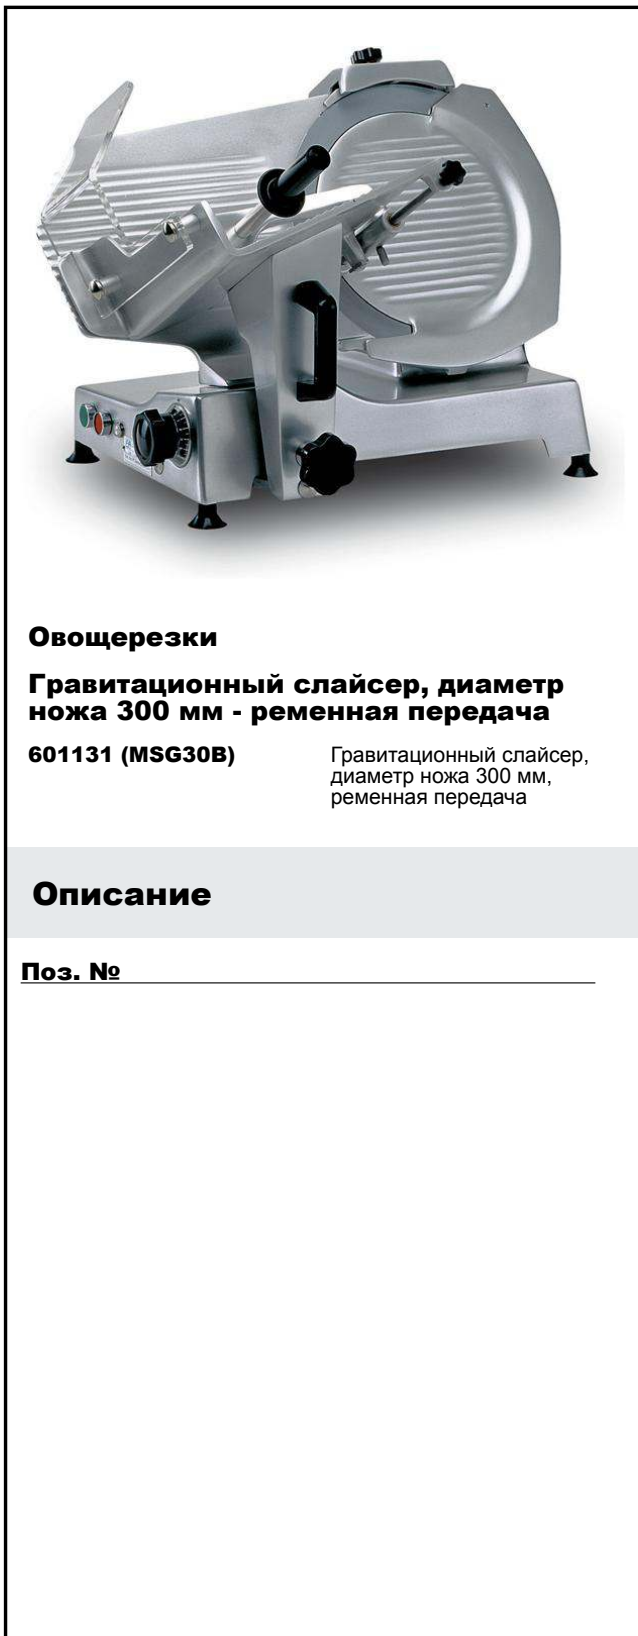 Овощерезки
Гравитационный слайсер, диаметр
ножа 300 мм - ременная передача
601131 (MSG30B)
Гравитационный слайсер,
диаметр ножа 300 мм,
ременная передача
Описание
Поз. №